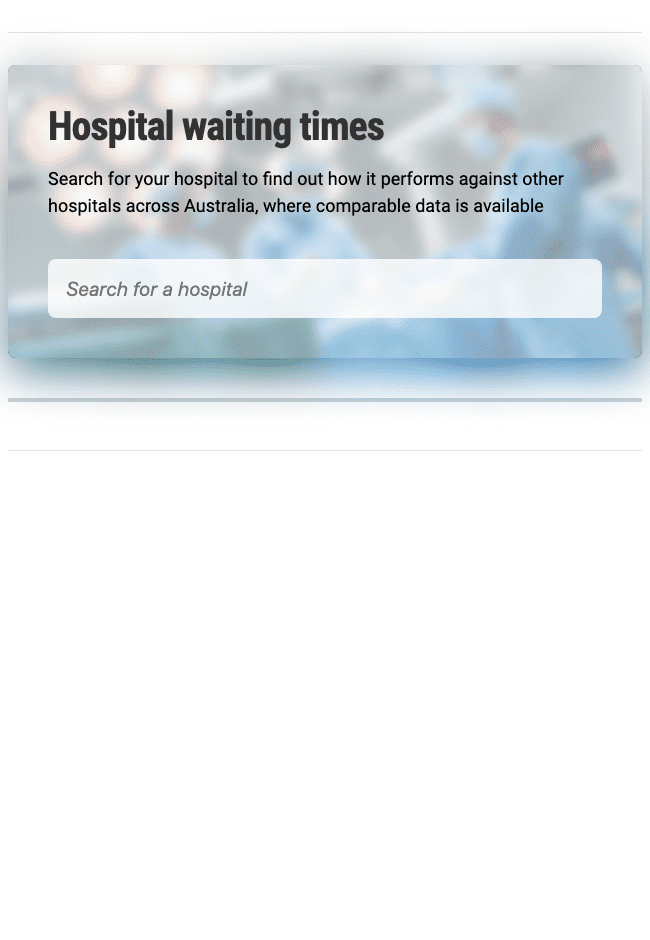 Hospital waiting times
Search for your hospital to find out how it performs against other
hospitals across Australia, where comparable data is available
Search for a hospital